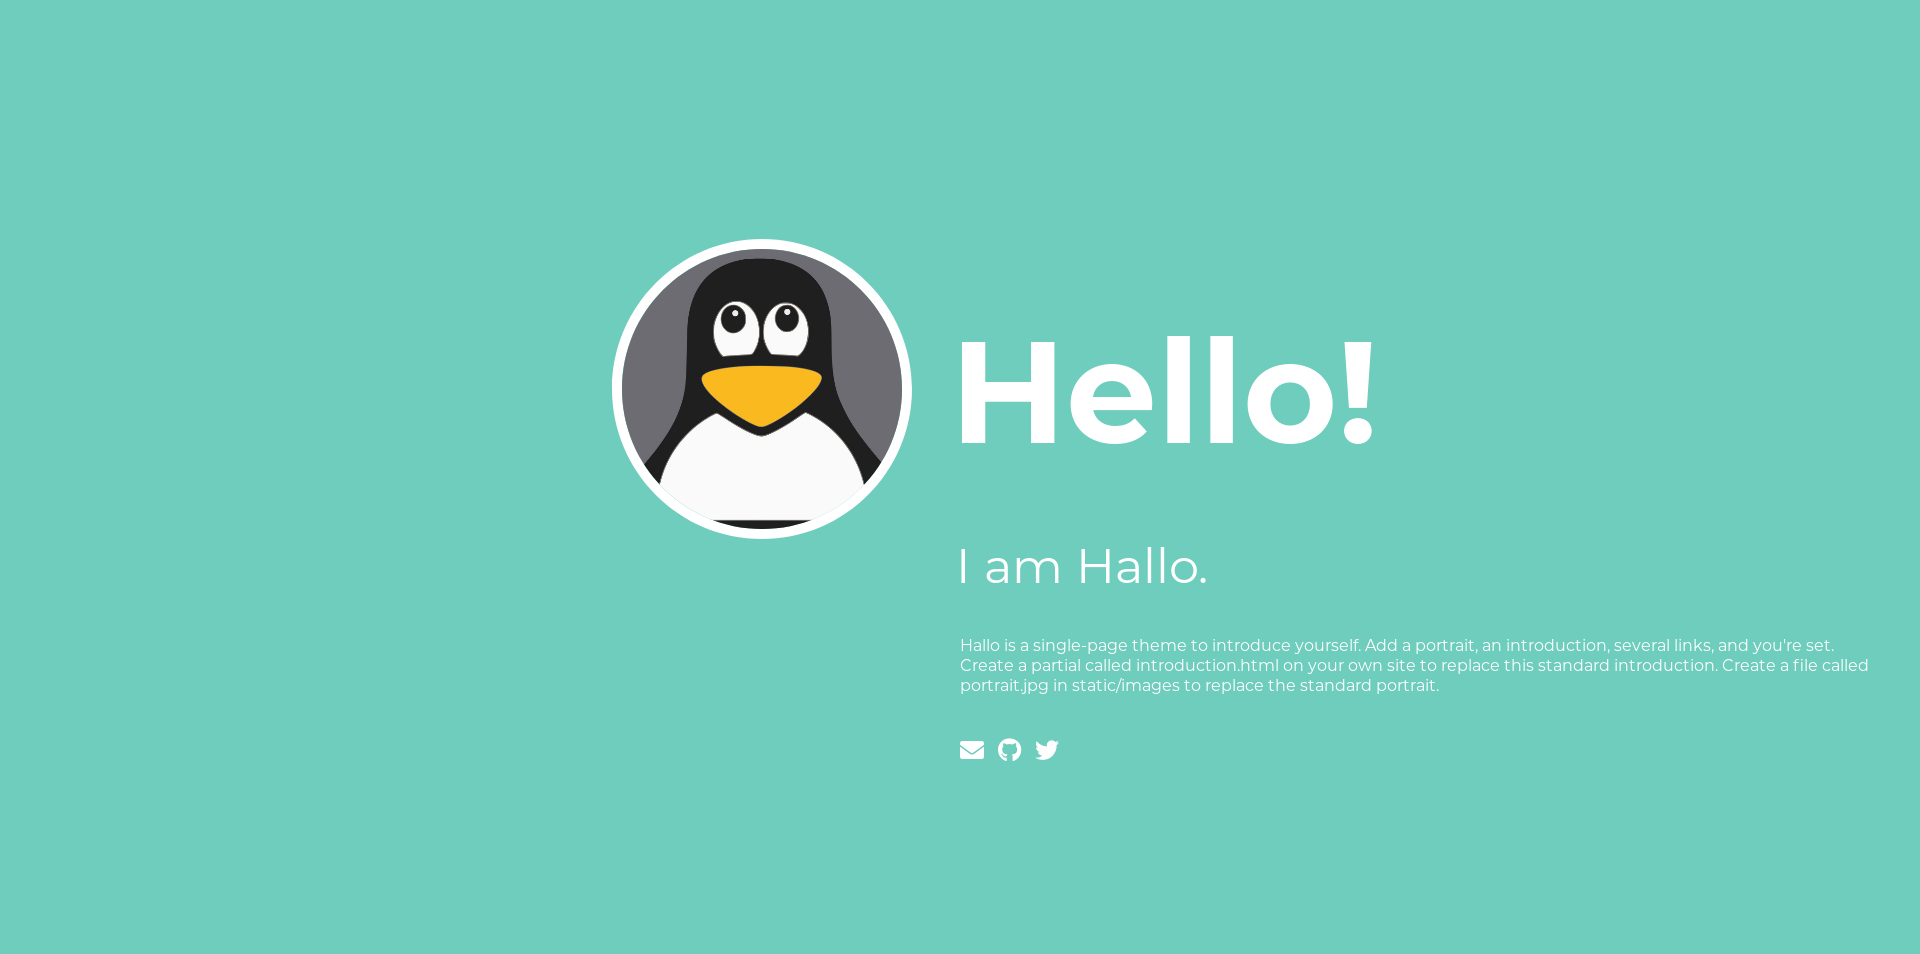 Hello!
I am Hallo.
Hallo is a single-page theme to introduce yourself. Add a portrait, an introduction, several links, and you're set.
Create a partial called introduction.html on your own site to replace this standard introduction. Create a file called
portrait.jpg in static/images to replace the standard portrait.